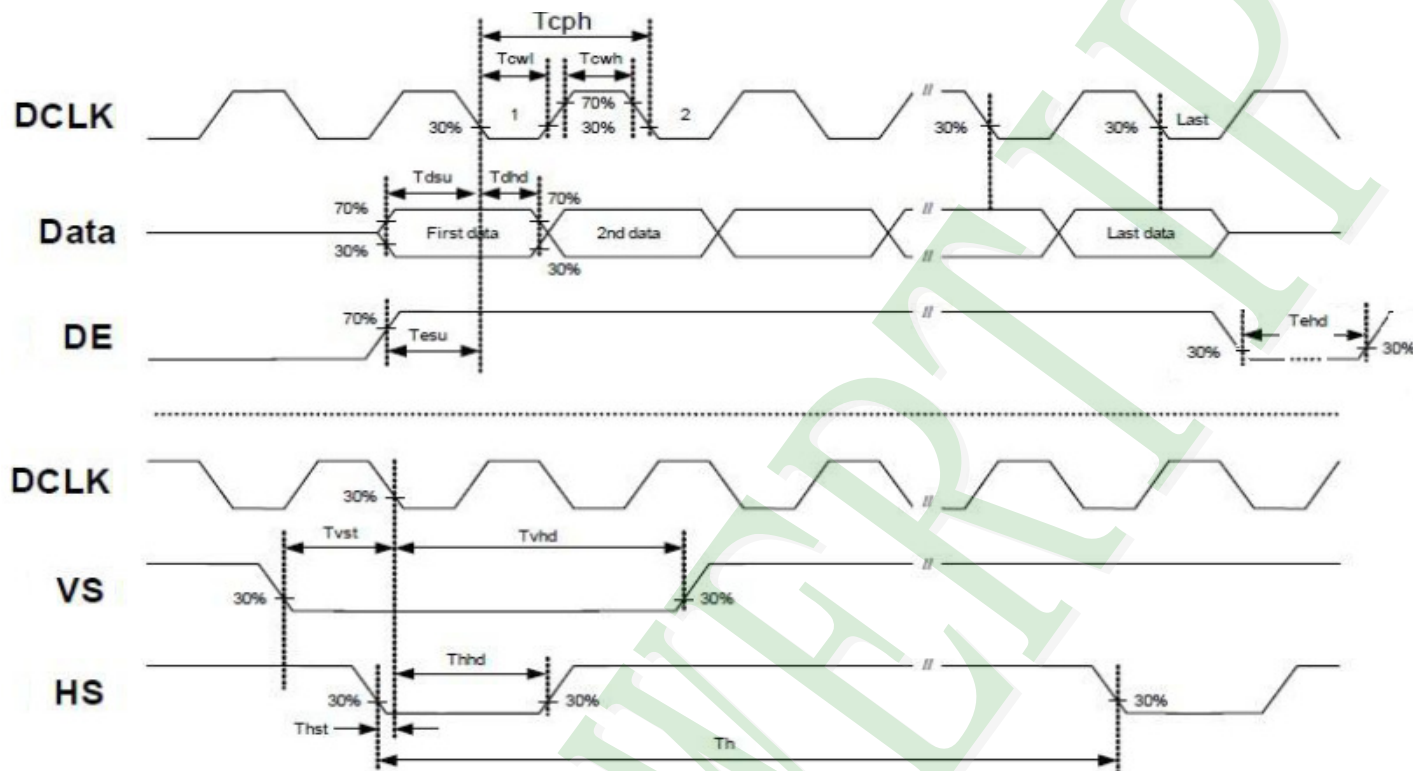 Tcph
Tcwl Tcwh
DCLK 30% 1 70% 30% 2 // 30% 30% Last
Tdsu Tdhd
Data 70% 30% First data 70% 30% 2nd data // // Last data
DE 70% Tesu // 30% Tehd 30%
DCLK 30% // //
Tvst Tvhd
VS 30% 30% //
Thhd
HS 30% 30% // 30%
Thst
Th
WERTIP